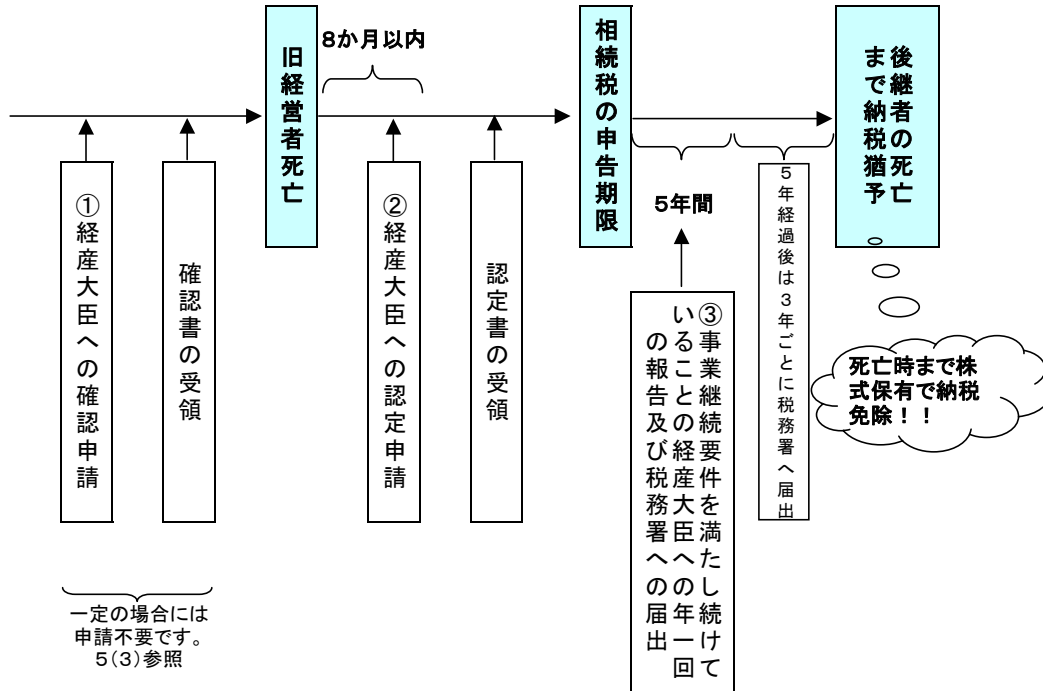 旧経営者死亡
8か月以内
相続税の申告期限
後継者の死亡
まで納税猶予
①経産大臣への確認申請
確認書の受領
②経産大臣への認定申請
認定書の受領
5年間
③事業継続要件を満たし続けて
いることの経産大臣への年一回
の報告及び税務署への届出
5年経過後は3年ごとに税務署へ届出
死亡時まで株
式保有で納税
免除！！
一定の場合には
申請不要です。
5(3)参照